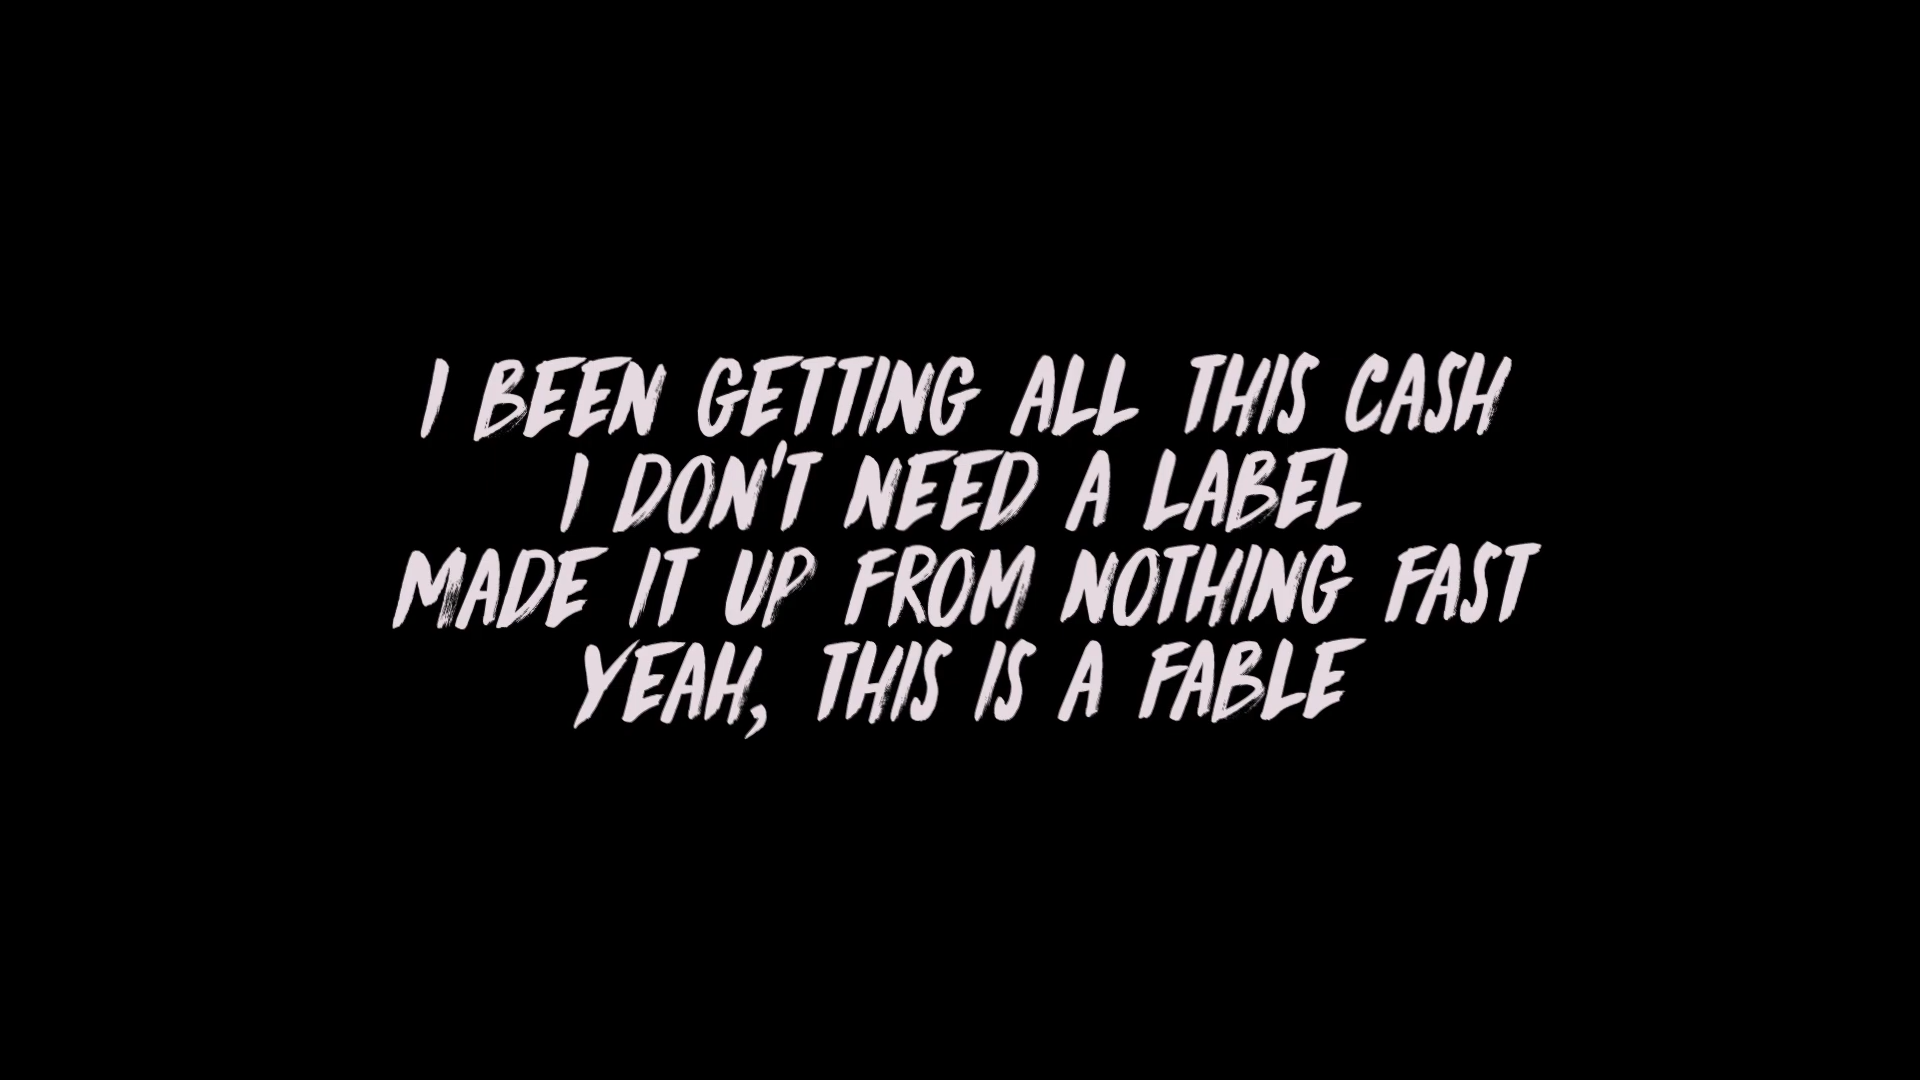 I BEEN GETTING ALL THIS CASH
I DON'T NEED A LABEL
MADE IT UP FROM NOTHING FAST
YEAH, THIS IS A FABLE